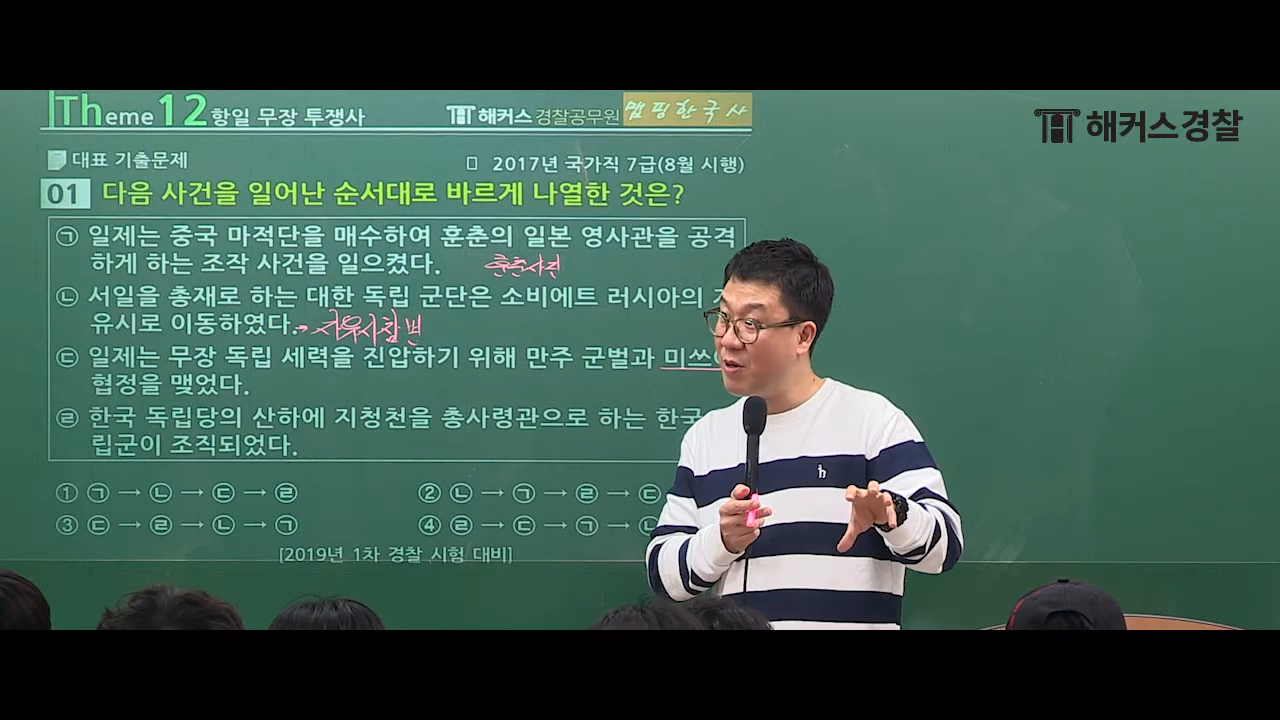 Theme 12 항일 무장 투쟁사
해커스 경찰공무원 맵핑한국사
해커스경찰
대표 기출문제
2017년 국가직 7급(8월 시행)
01 다음 사건을 일어난 순서대로 바르게 나열한 것은?
㉠ 일제는 중국 마적단을 매수하여 훈춘의 일본 영사관을 공격
하게 하는 조작 사건을 일으켰다. 훈춘사건
㉡ 서일을 총재로 하는 대한 독립 군단은 소비에트 러시아의
유시로 이동하였다. → 자유시참변
㉢ 일제는 무장 독립 세력을 진압하기 위해 만주 군벌과 미쓰
협정을 맺었다.
㉣ 한국 독립당의 산하에 지청천을 총사령관으로 하는 한국
립군이 조직되었다.
① ㉠ → ㉡ → ㉢ → ㉣ ② ㉡ → ㉠ → ㉣ → ㉢
③ ㉢ → ㉣ → ㉡ → ㉠ ④ ㉣ → ㉢ → ㉠ → ㉡
[2019년 1차 경찰 시험 대비]